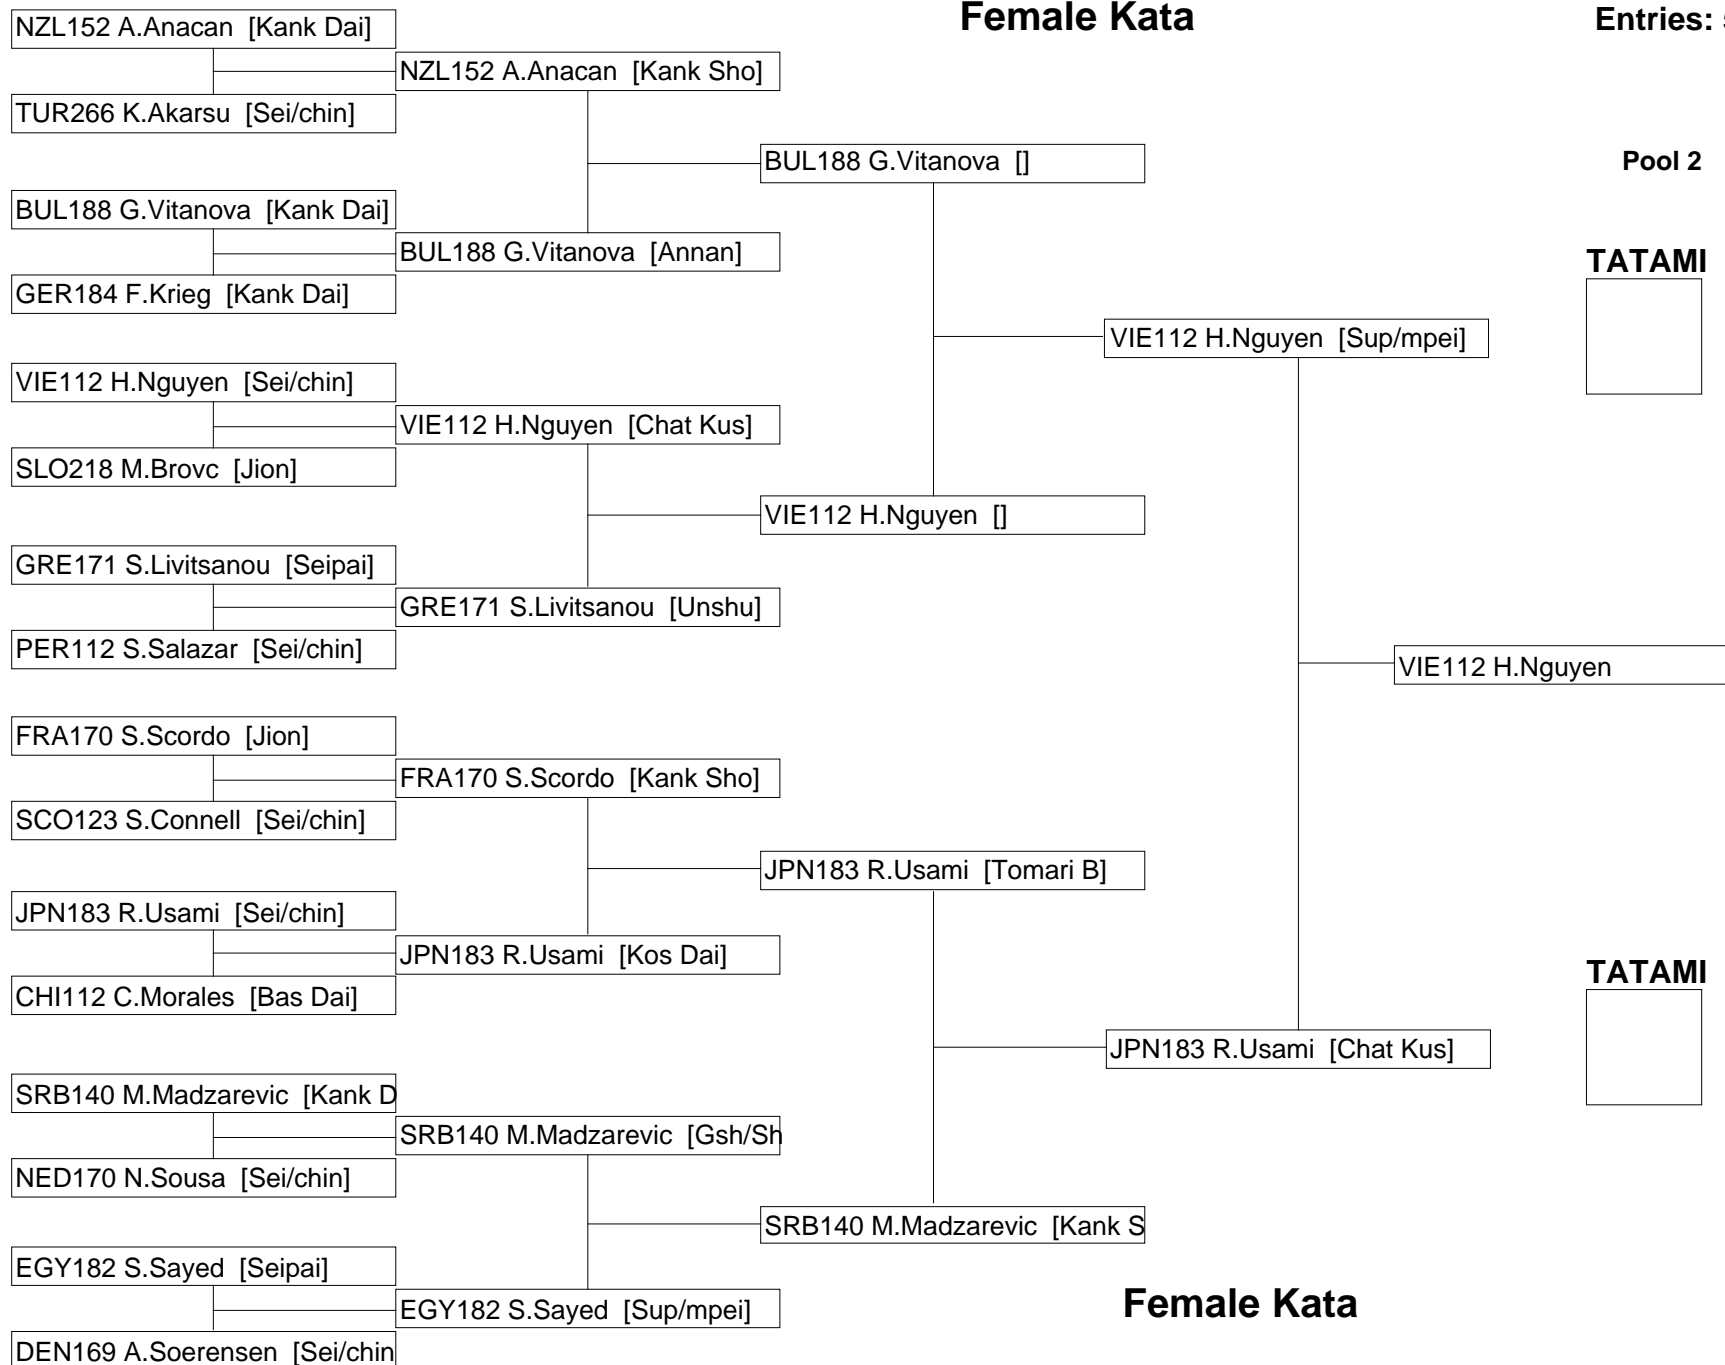 Female Kata
Entries: 5
Pool 2
TATAMI
TATAMI
NZL152 A.Anacan [Kank Dai]
TUR266 K.Akarsu [Sei/chin]
BUL188 G.Vitanova [Kank Dai]
GER184 F.Krieg [Kank Dai]
VIE112 H.Nguyen [Sei/chin]
SLO218 M.Brovc [Jion]
GRE171 S.Livitsanou [Seipai]
PER112 S.Salazar [Sei/chin]
FRA170 S.Scordo [Jion]
SCO123 S.Connell [Sei/chin]
JPN183 R.Usami [Sei/chin]
CHI112 C.Morales [Bas Dai]
SRB140 M.Madzarevic [Kank D
NED170 N.Sousa [Sei/chin]
EGY182 S.Sayed [Seipai]
DEN169 A.Soerensen [Sei/chin
NZL152 A.Anacan [Kank Sho]
BUL188 G.Vitanova [Annan]
VIE112 H.Nguyen [Chat Kus]
GRE171 S.Livitsanou [Unshu]
FRA170 S.Scordo [Kank Sho]
JPN183 R.Usami [Kos Dai]
SRB140 M.Madzarevic [Gsh/Sh
EGY182 S.Sayed [Sup/mpei]
BUL188 G.Vitanova []
VIE112 H.Nguyen []
JPN183 R.Usami [Tomari B]
SRB140 M.Madzarevic [Kank S
VIE112 H.Nguyen [Sup/mpei]
JPN183 R.Usami [Chat Kus]
VIE112 H.Nguyen
Female Kata